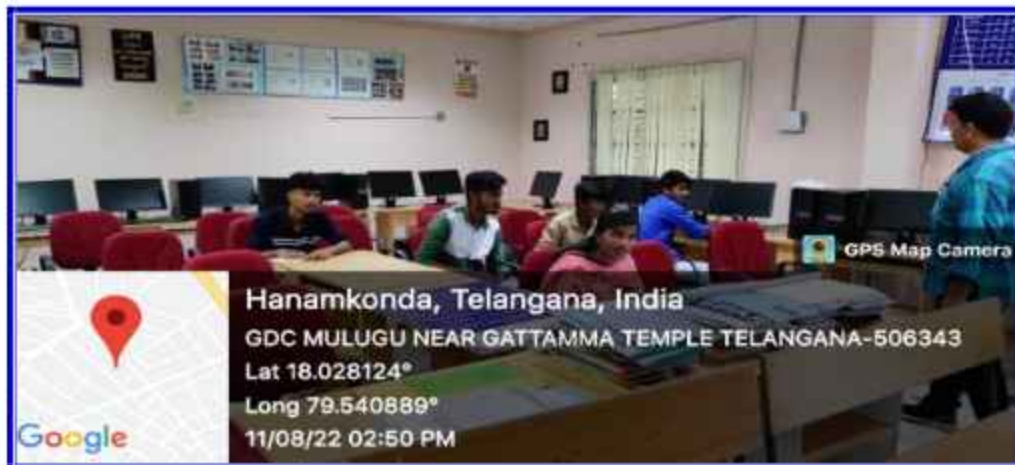 GPS Map Camera
Hanamkonda, Telangana, India
GDC MULUGU NEAR GATTAMMA TEMPLE TELANGANA-506343
Lat 18.028124°
Long 79.540889°
11/08/22 02:50 PM
Google